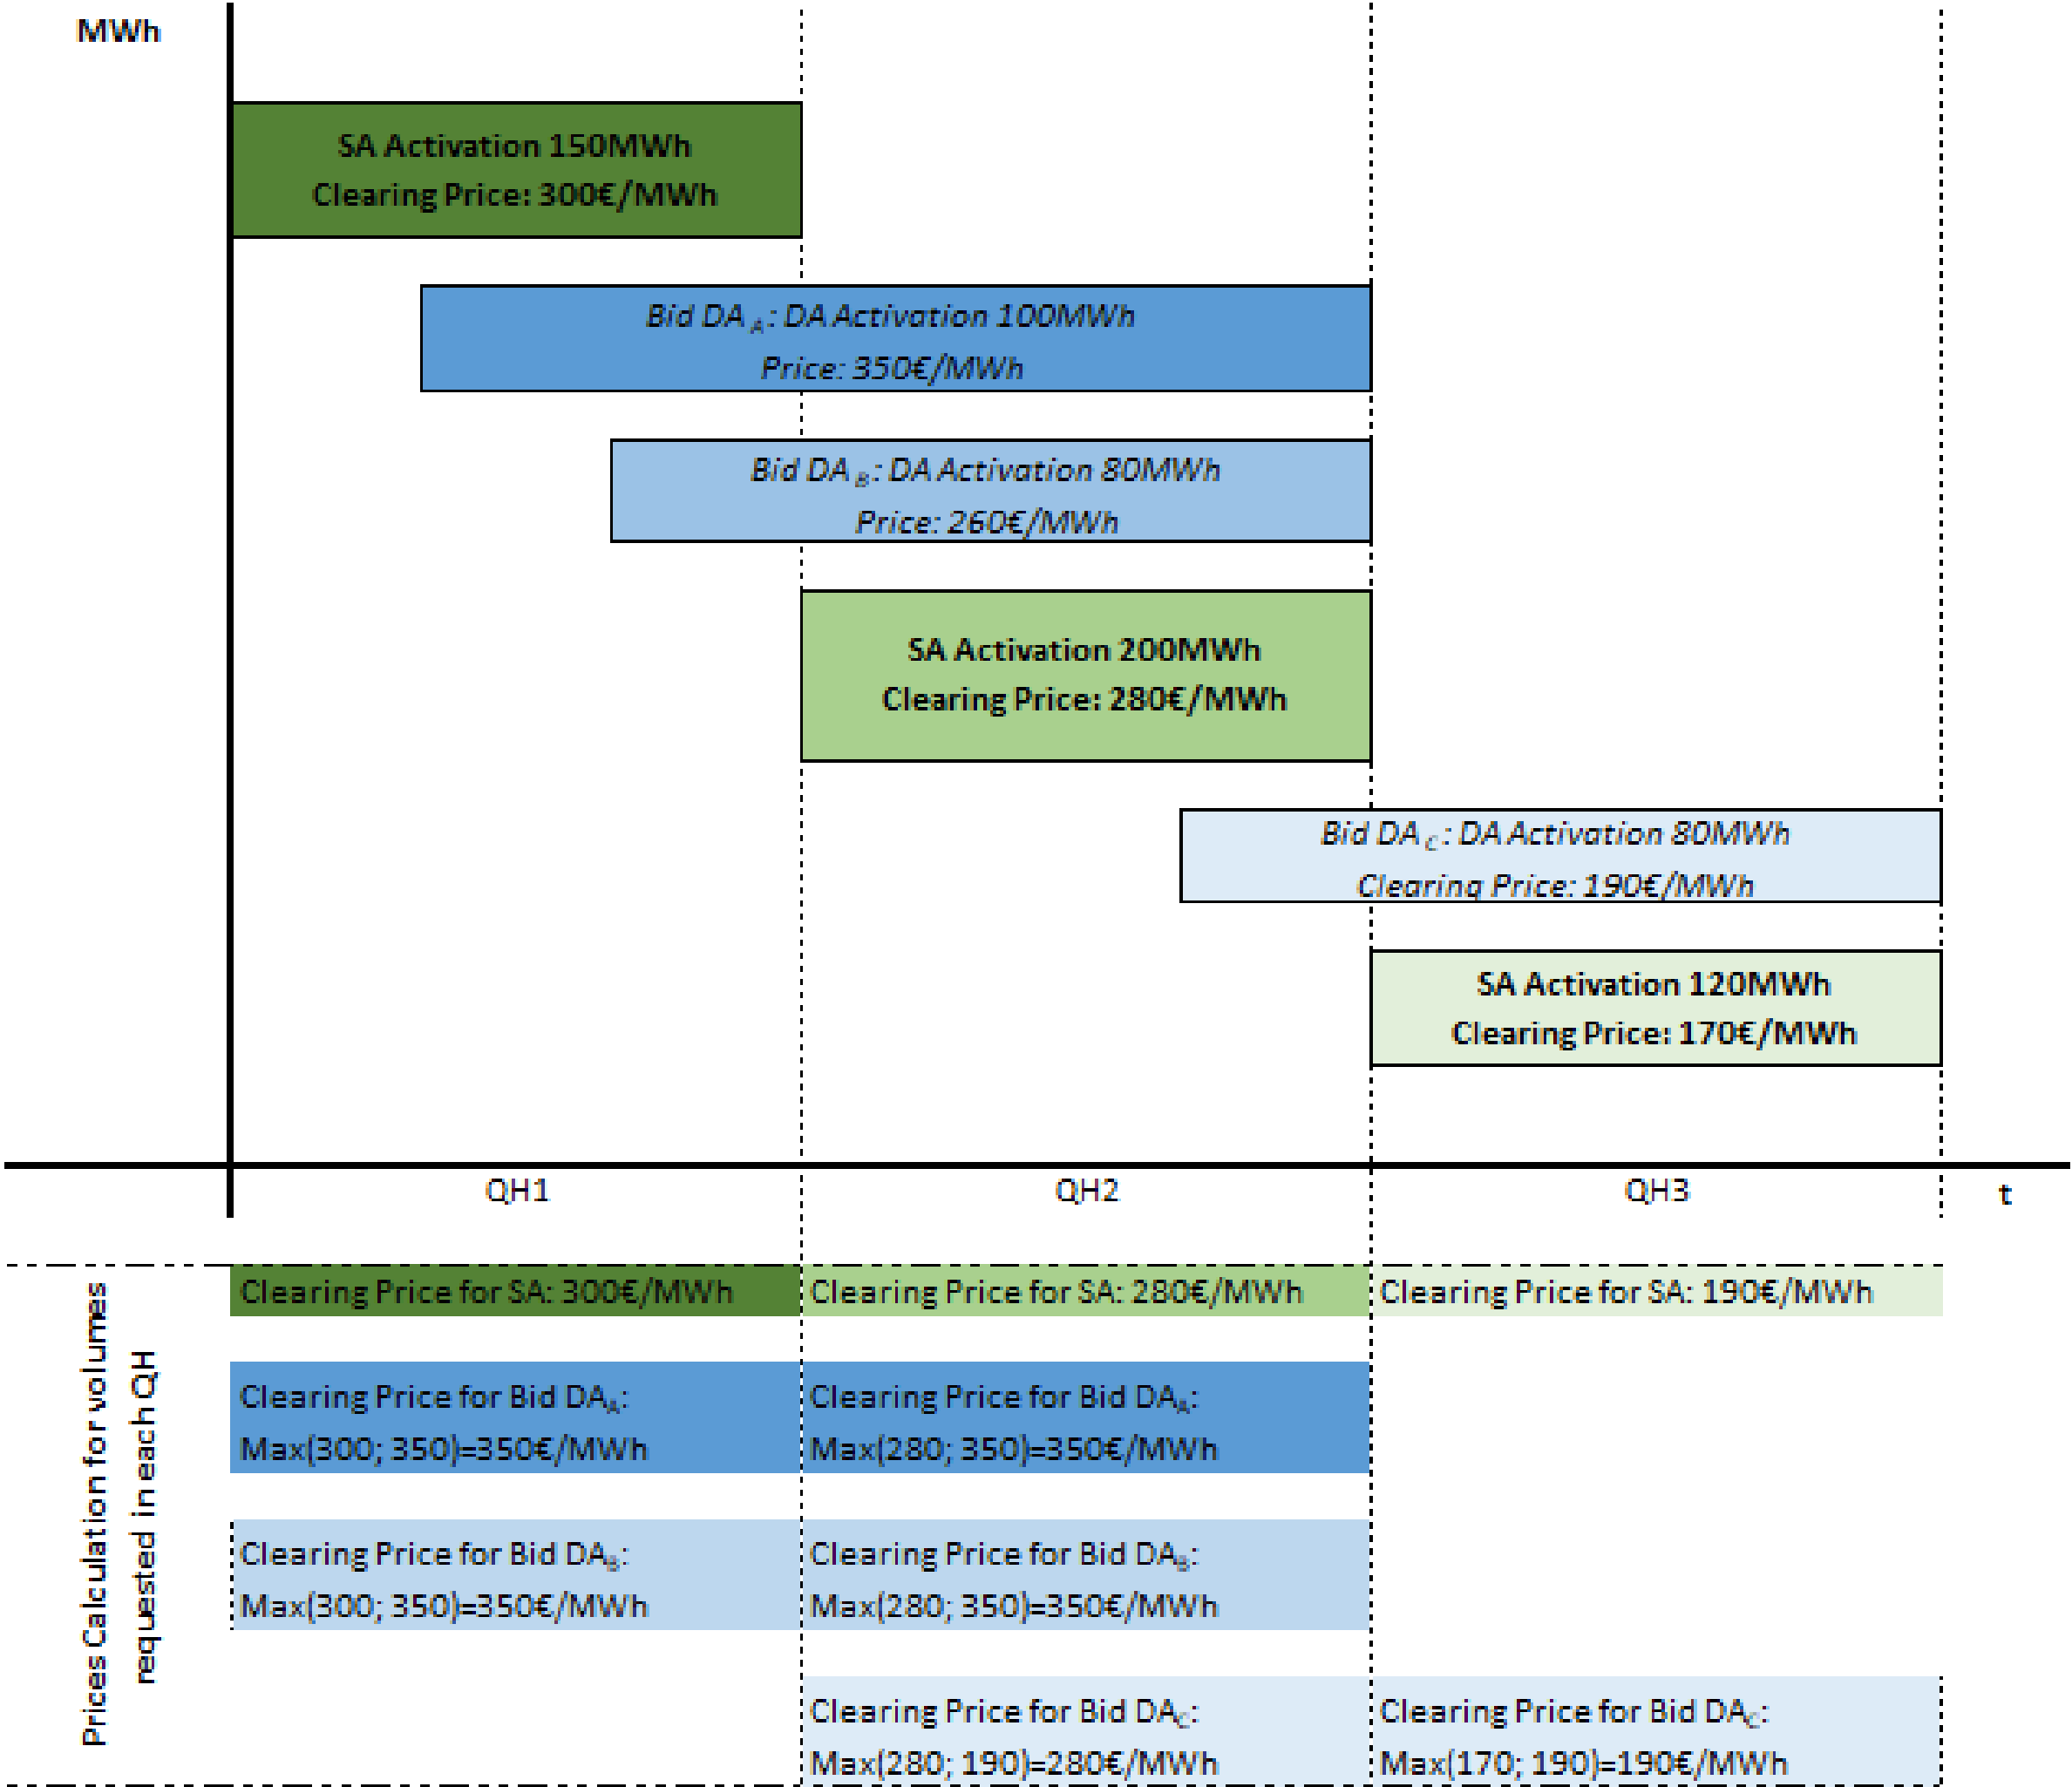 MWh
SA Activation 150MWh
Clearing Price: 300€/MWh
Bid DA A: DA Activation 100MWh
Price: 350€/MWh
Bid DA B: DA Activation 80MWh
Price: 260€/MWh
SA Activation 200MWh
Clearing Price: 280€/MWh
Bid DA C: DA Activation 80MWh
Clearing Price: 190€/MWh
SA Activation 120MWh
Clearing Price: 170€/MWh
QH1 QH2 QH3 t
Prices Calculation for volumes
requested in each QH
Clearing Price for SA: 300€/MWh Clearing Price for SA: 280€/MWh Clearing Price for SA: 190€/MWh
Clearing Price for Bid DAA: Clearing Price for Bid DAA:
Max(300; 350)=350€/MWh Max(280; 350)=350€/MWh
Clearing Price for Bid DAB: Clearing Price for Bid DAB:
Max(300; 350)=350€/MWh Max(280; 350)=350€/MWh
Clearing Price for Bid DAC: Clearing Price for Bid DAC:
Max(280; 190)=280€/MWh Max(170; 190)=190€/MWh